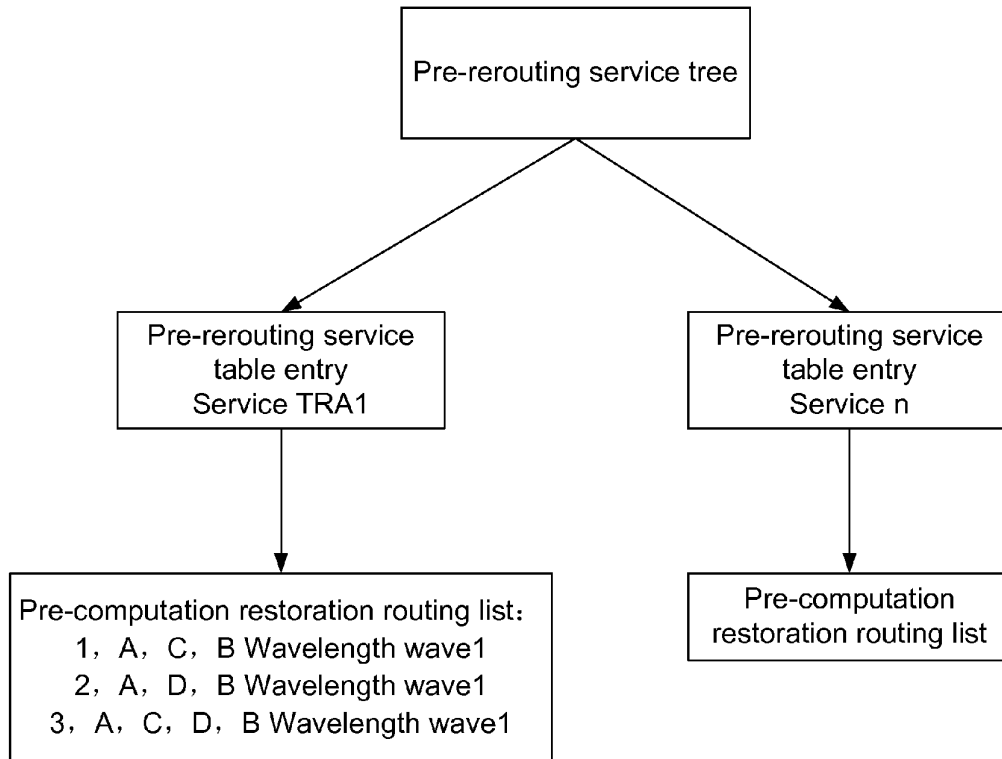 Pre-rerouting service tree
Pre-rerouting service
table entry
Service TRA1
Pre-rerouting service
table entry
Service n
Pre-computation restoration routing list：
1，A，C，B Wavelength wave1
2，A，D，B Wavelength wave1
3，A，C，D，B Wavelength wave1
Pre-computation
restoration routing list